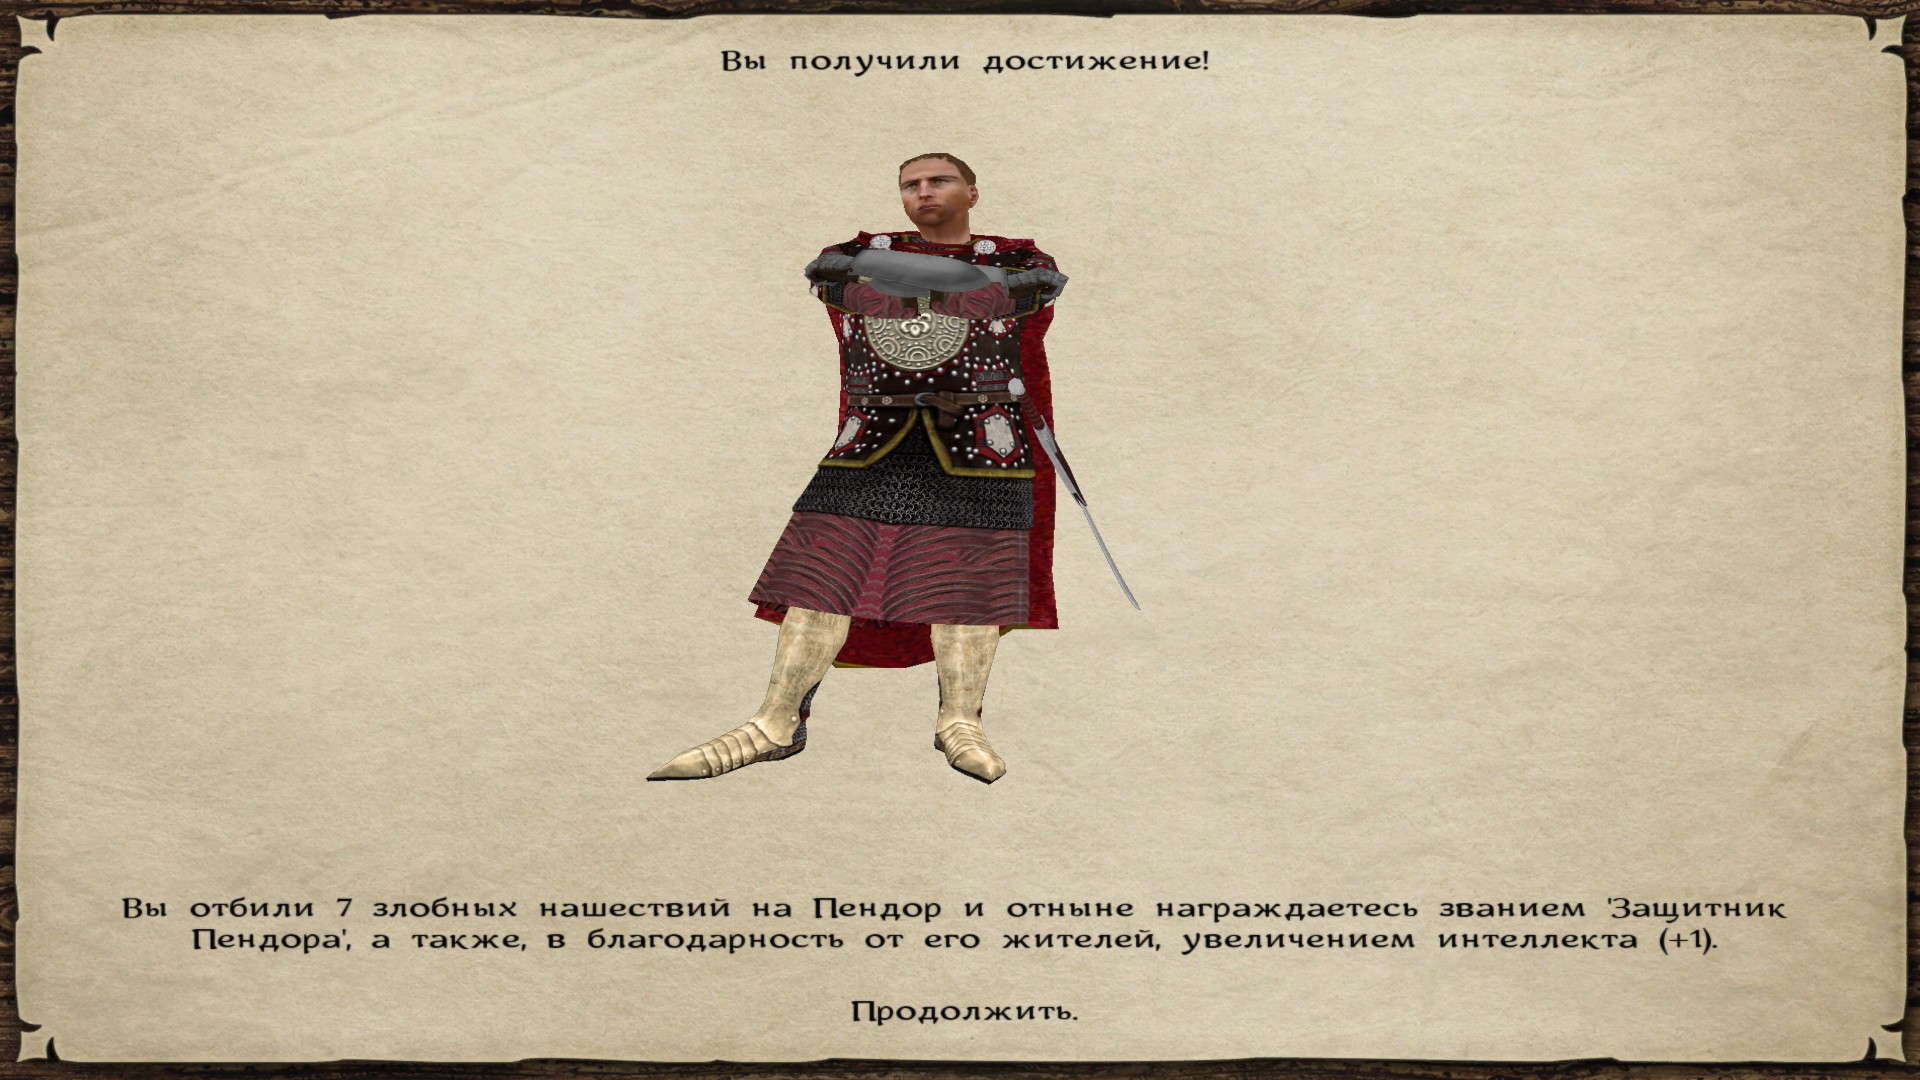 Вы получили достижение!
Вы отбили 7 злобных нашествий на Пендор и отныне награждаетесь званием 'Защитник
Пендора', а также, в благодарность от его жителей, увеличением интеллекта (+1).
Продолжить.